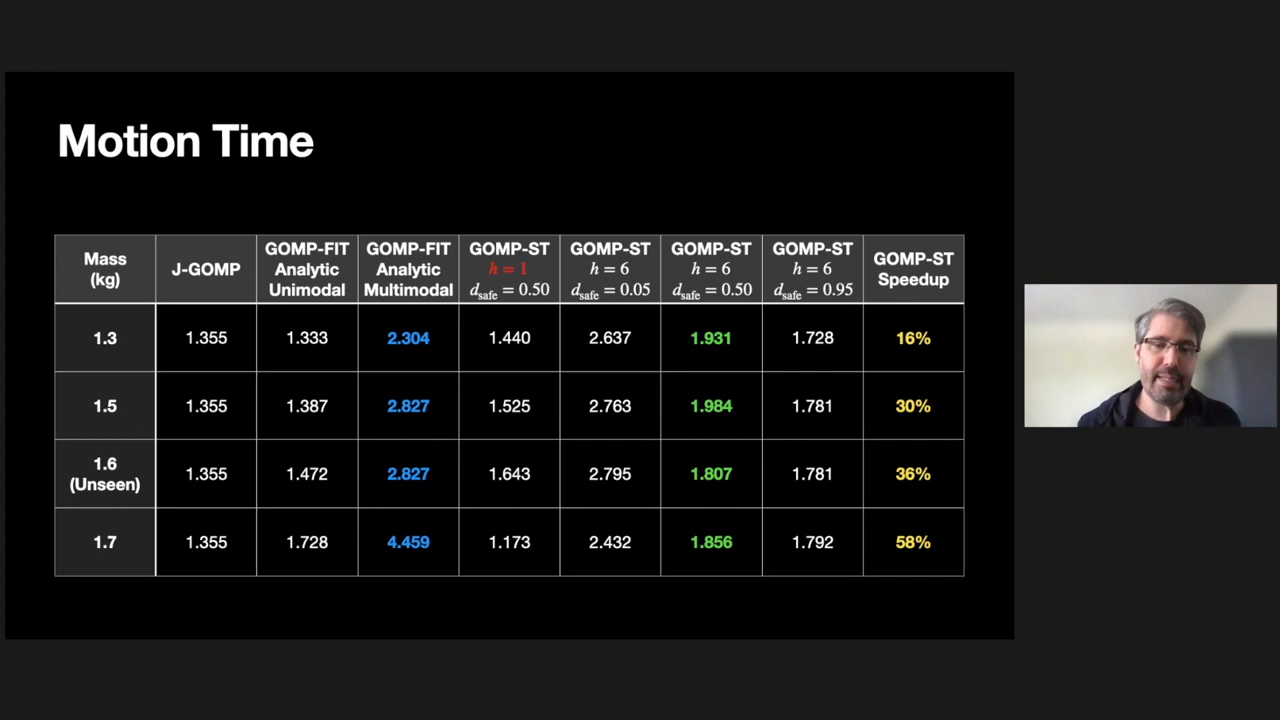 Motion Time
Mass
(kg)
J-GOMP
GOMP-FIT
Analytic
Unimodal
GOMP-FIT
Analytic
Multimodal
GOMP-ST
h = 1
d_safe = 0.50
GOMP-ST
h = 6
d_safe = 0.05
GOMP-ST
h = 6
d_safe = 0.50
GOMP-ST
h = 6
d_safe = 0.95
GOMP-ST
Speedup
1.3 1.355 1.333 2.304 1.440 2.637 1.931 1.728 16%
1.5 1.355 1.387 2.827 1.525 2.763 1.984 1.781 30%
1.6
(Unseen)
1.355 1.472 2.827 1.643 2.795 1.807 1.781 36%
1.7 1.355 1.728 4.459 1.173 2.432 1.856 1.792 58%